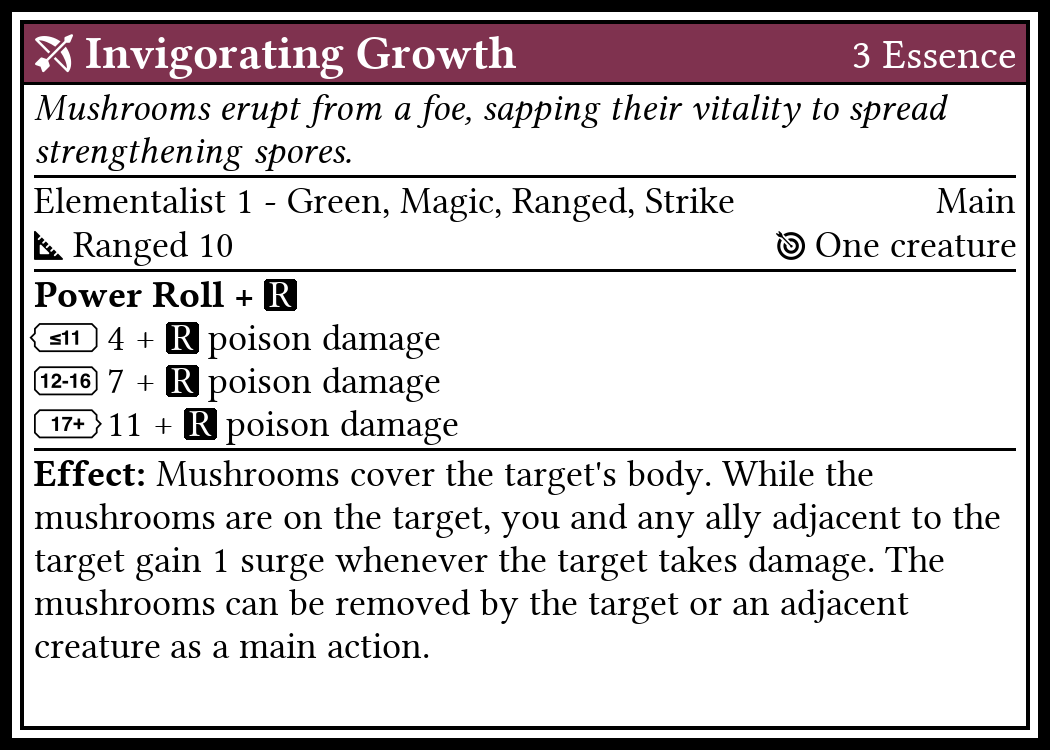 Invigorating Growth 3 Essence
Mushrooms erupt from a foe, sapping their vitality to spread
strengthening spores.
Elementalist 1 - Green, Magic, Ranged, Strike Main
Ranged 10 One creature
Power Roll + R
≤11 4 + R poison damage
12-16 7 + R poison damage
17+ 11 + R poison damage
Effect: Mushrooms cover the target's body. While the
mushrooms are on the target, you and any ally adjacent to the
target gain 1 surge whenever the target takes damage. The
mushrooms can be removed by the target or an adjacent
creature as a main action.